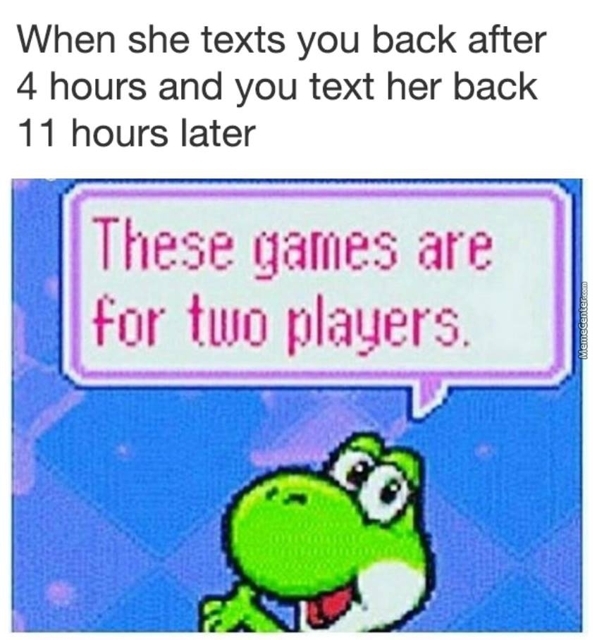 When she texts you back after
4 hours and you text her back
11 hours later
These games are
for two players.
MemeCenter.com